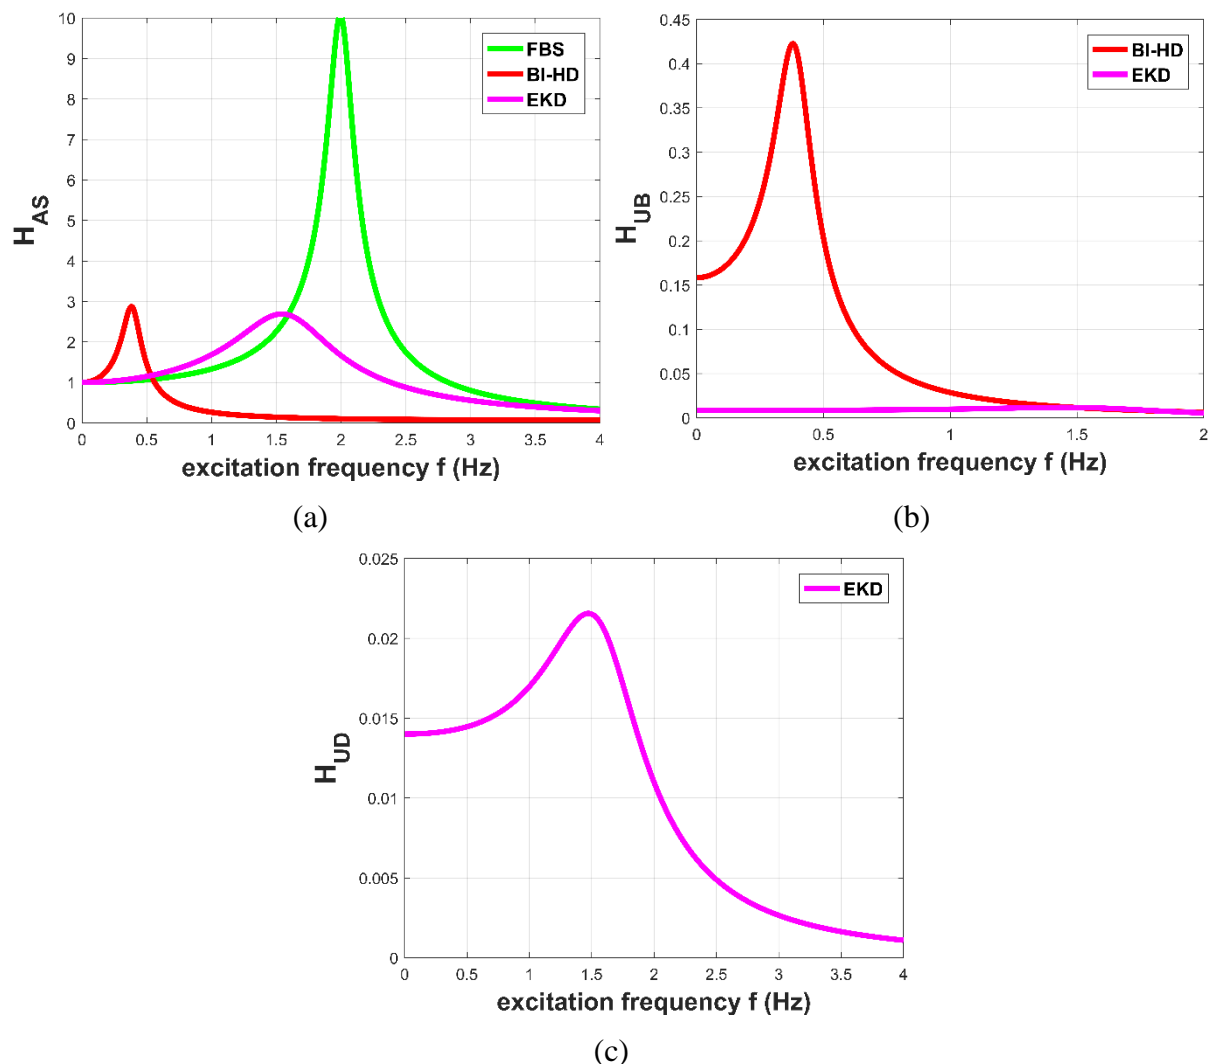 10
9
8
7
6
5
4
3
2
1
0
H_AS
FBS
BI-HD
EKD
0 0.5 1 1.5 2 2.5 3 3.5 4
excitation frequency f (Hz)
(a)
0.45
0.4
0.35
0.3
0.25
0.2
0.15
0.1
0.05
0
H_UB
BI-HD
EKD
0 0.5 1 1.5 2
excitation frequency f (Hz)
(b)
0.025
0.02
0.015
0.01
0.005
0
H_UD
EKD
0 0.5 1 1.5 2 2.5 3 3.5 4
excitation frequency f (Hz)
(c)